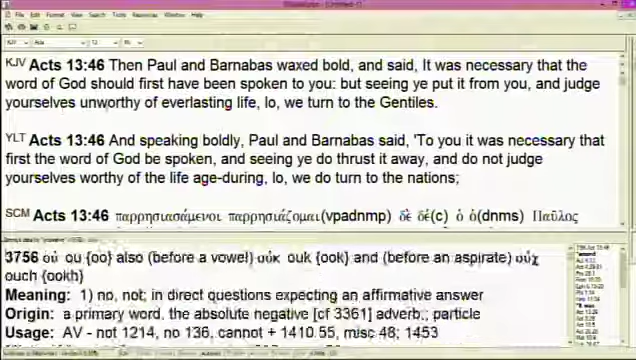 File Edit View Search Tools Resources Window Help
KJV Acts 13:46 Then Paul and Barnabas waxed bold, and said, It was necessary that the
word of God should first have been spoken to you: but seeing ye put it from you, and judge
yourselves unworthy of everlasting life, lo, we turn to the Gentiles.
YLT Acts 13:46 And speaking boldly, Paul and Barnabas said, 'To you it was necessary that
first the word of God be spoken, and seeing ye do thrust it away, and do not judge
yourselves worthy of the life age-during, lo, we do turn to the nations;
SCM Acts 13:46 παρρησιασάμενοι παρρησιάζομαι(vpadnmp) δὲ δέ(c) ὁ ὁ(dnms) Παῦλος
3756 οὐ ou {oo} also (before a vowel) οὐκ ouk {ook} and (before an aspirate) οὐχ
ouch {ookh}
Meaning: 1) no, not; in direct questions expecting an affirmative answer
Origin: a primary word, the absolute negative [cf 3361] adverb,; particle
Usage: AV - not 1214, no 136, cannot + 1410.55, misc 48; 1453